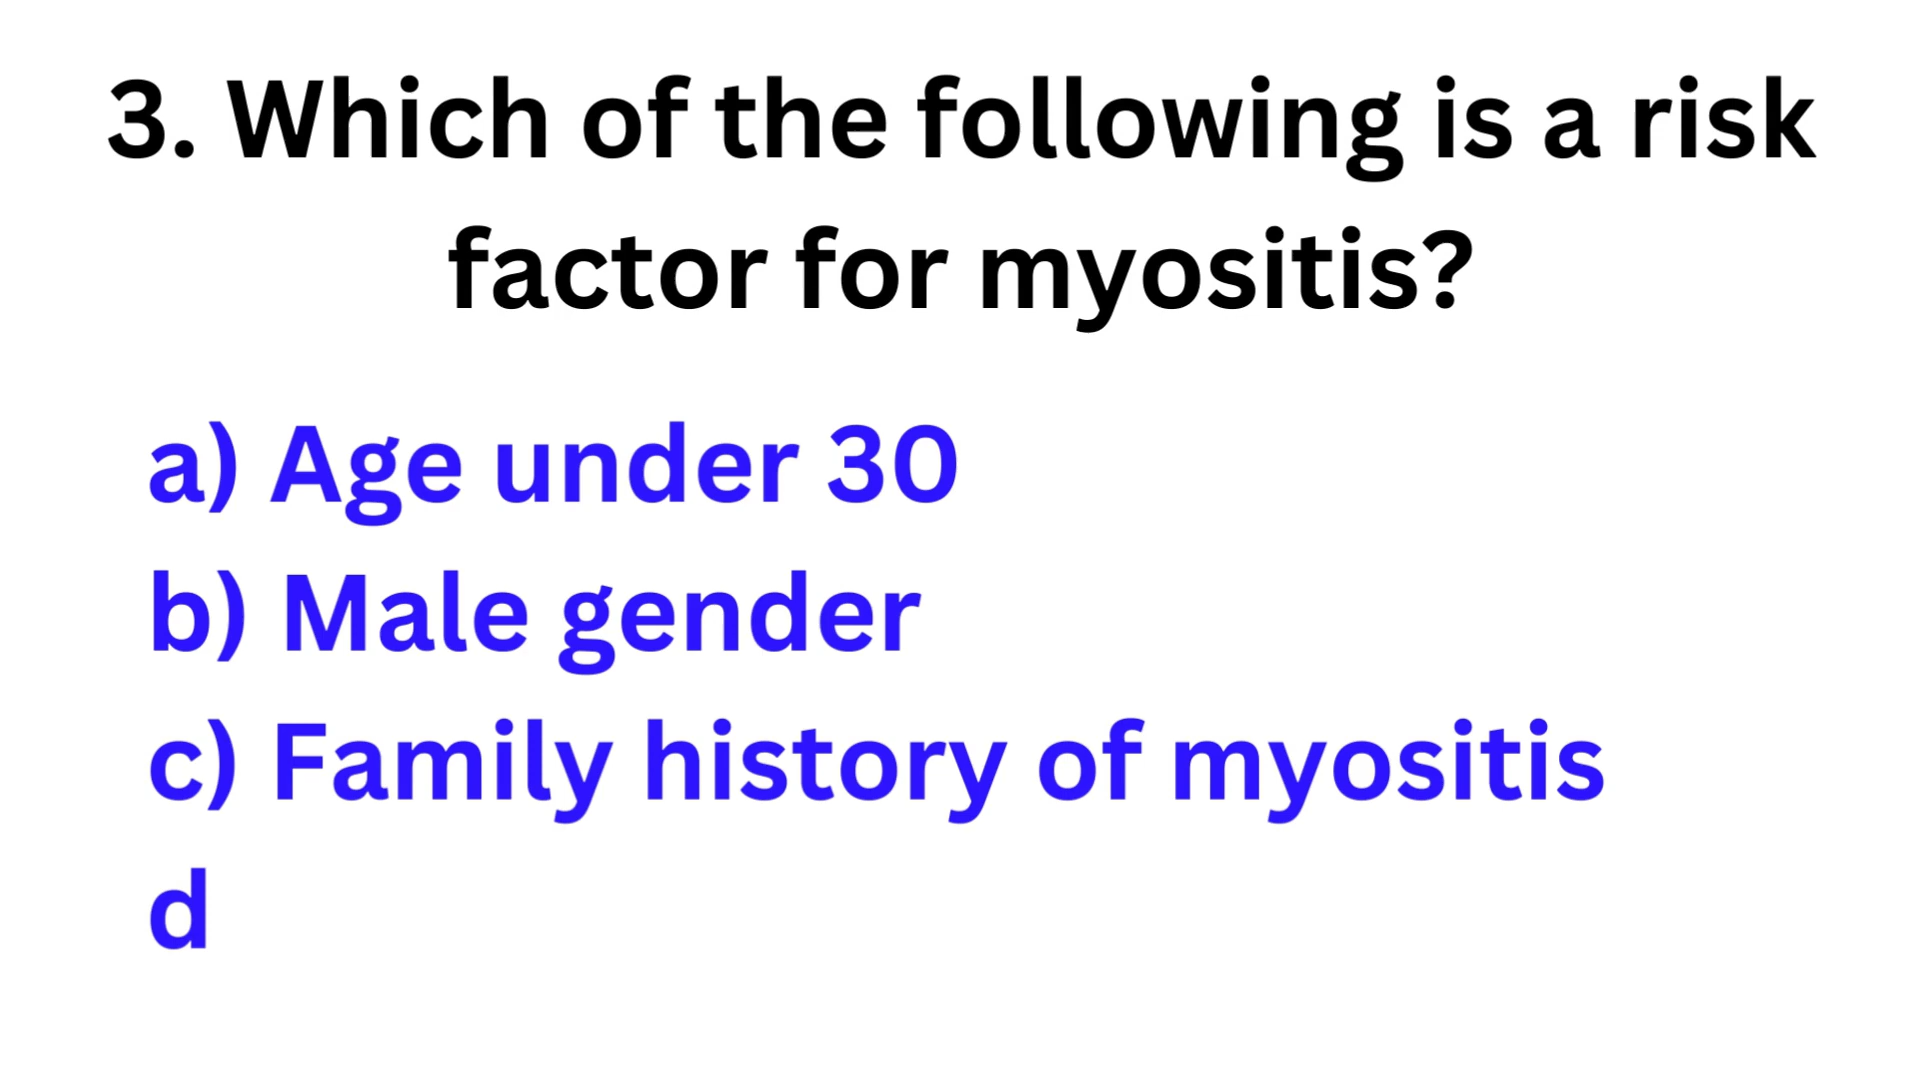 3. Which of the following is a risk
factor for myositis?
a) Age under 30
b) Male gender
c) Family history of myositis
d